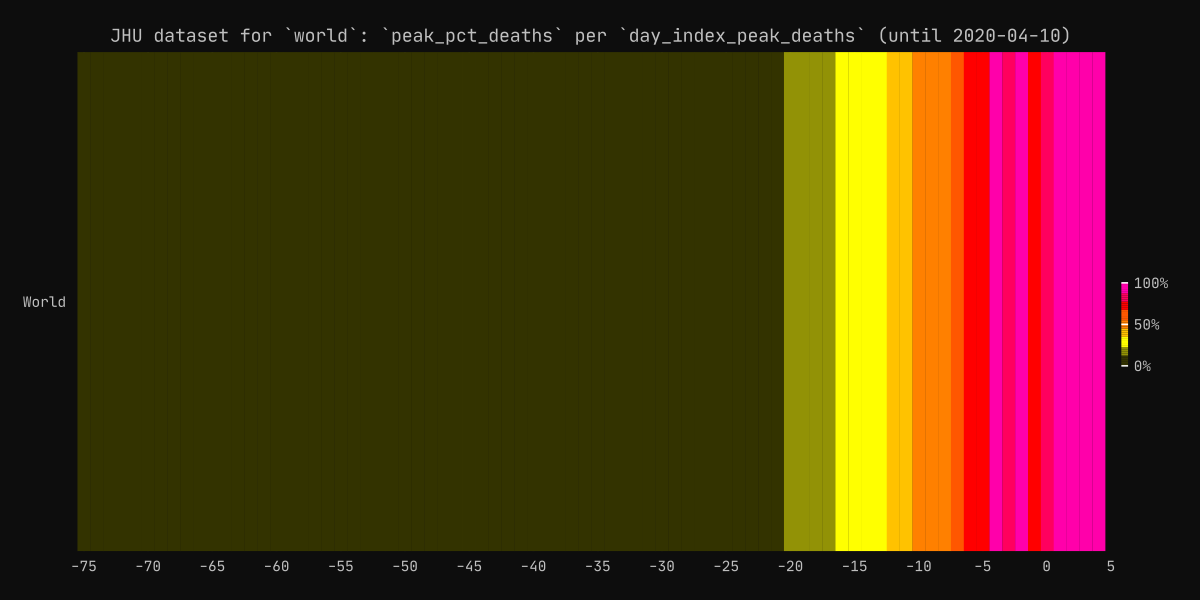 JHU dataset for `world`: `peak_pct_deaths` per `day_index_peak_deaths` (until 2020-04-10)
World
100%
50%
0%
-75 -70 -65 -60 -55 -50 -45 -40 -35 -30 -25 -20 -15 -10 -5 0 5